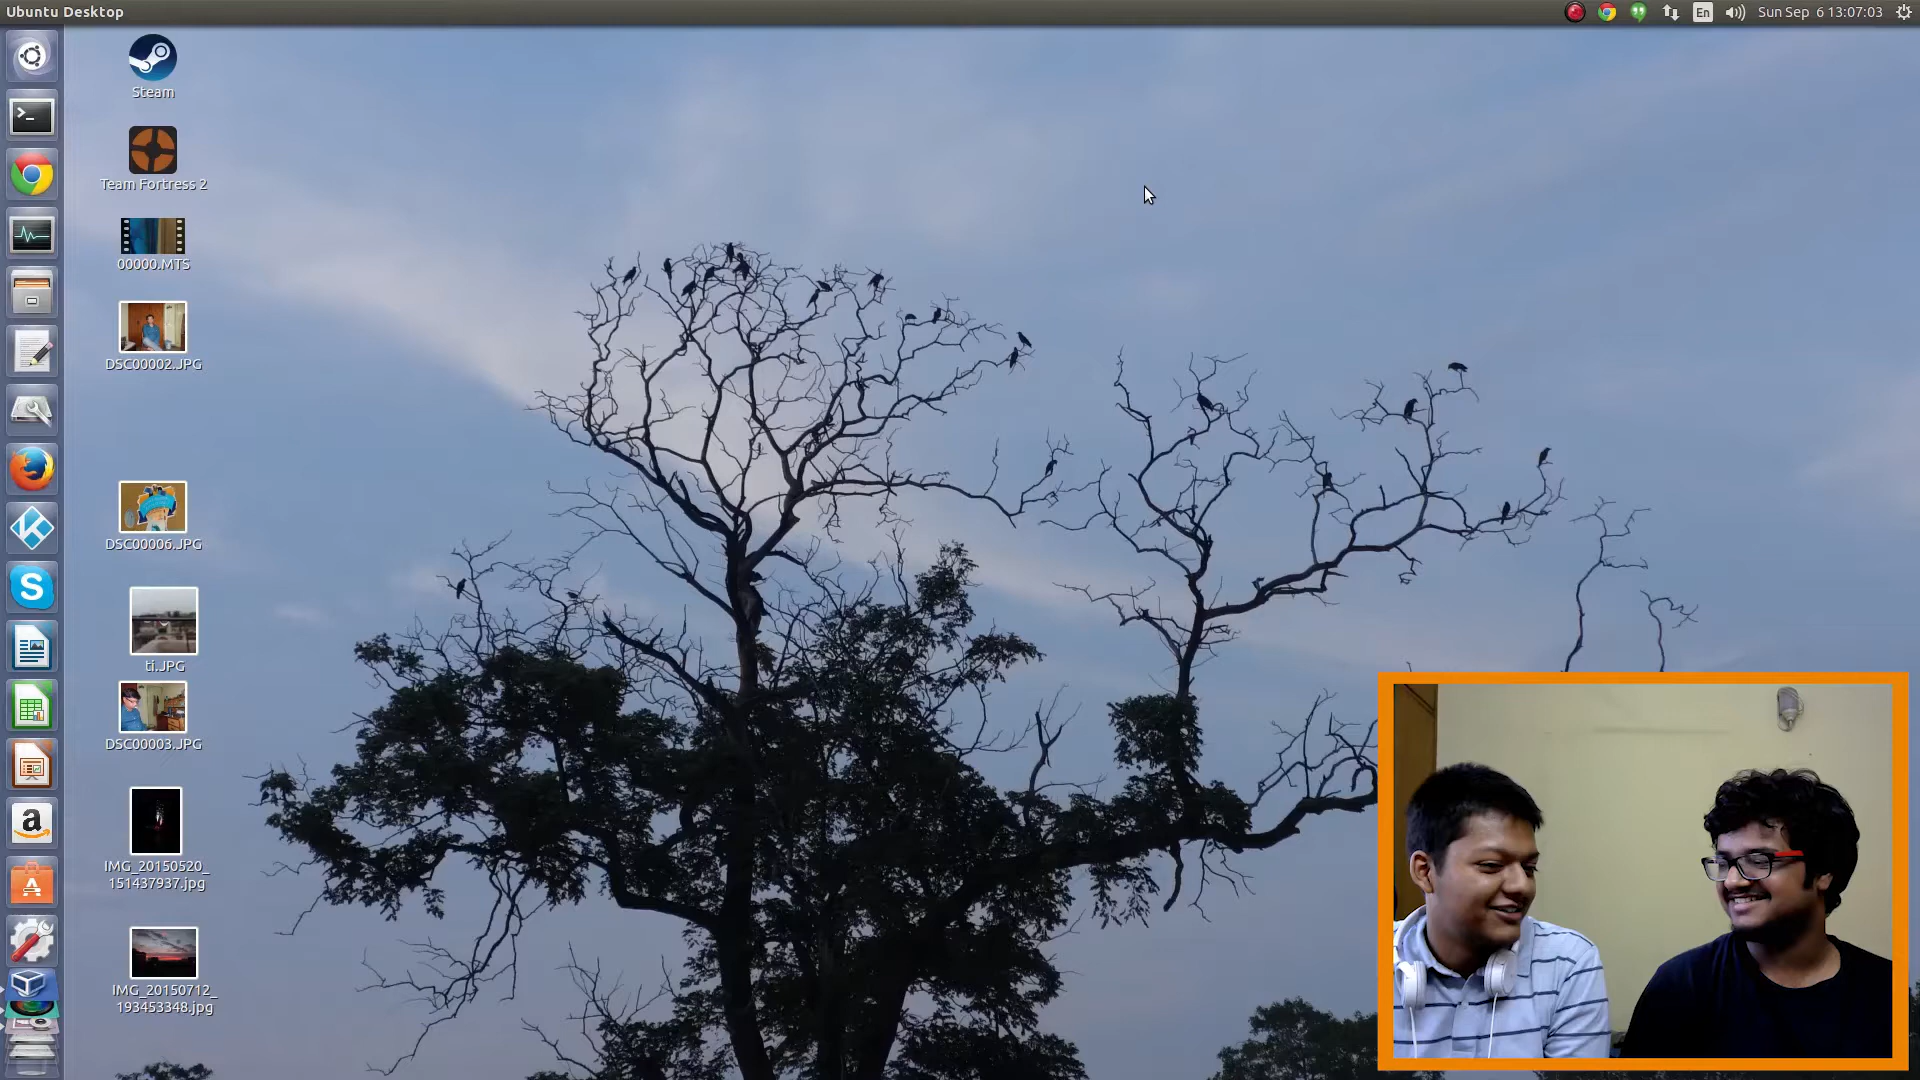 Ubuntu Desktop
En
Sun Sep 6 13:07:03
Steam
Team Fortress 2
00000.MTS
DSC00002.JPG
DSC00006.JPG
ti.JPG
DSC00003.JPG
IMG_20150520_
151437937.jpg
IMG_20150712_
193453348.jpg